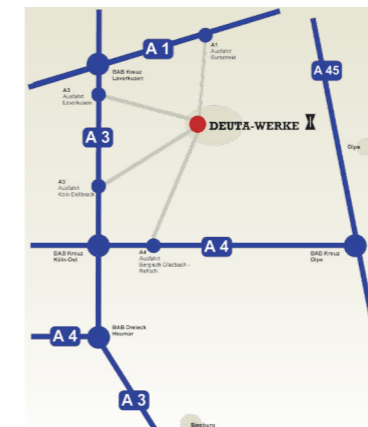 A 1
A1
Ausfahrt
Burscheid
BAB Kreuz
Leverkusen
A 45
A3
Ausfahrt
Leverkusen
DEUTA-WERKE
A 3
Olpe
A3
Ausfahrt
Köln-Dellbrück
A 4
BAB Kreuz
Köln-Ost
A4
Ausfahrt
Bergisch Gladbach -
Refrath
BAB Kreuz
Olpe
BAB Dreieck
Heumar
A 4
A 3
Siegburg